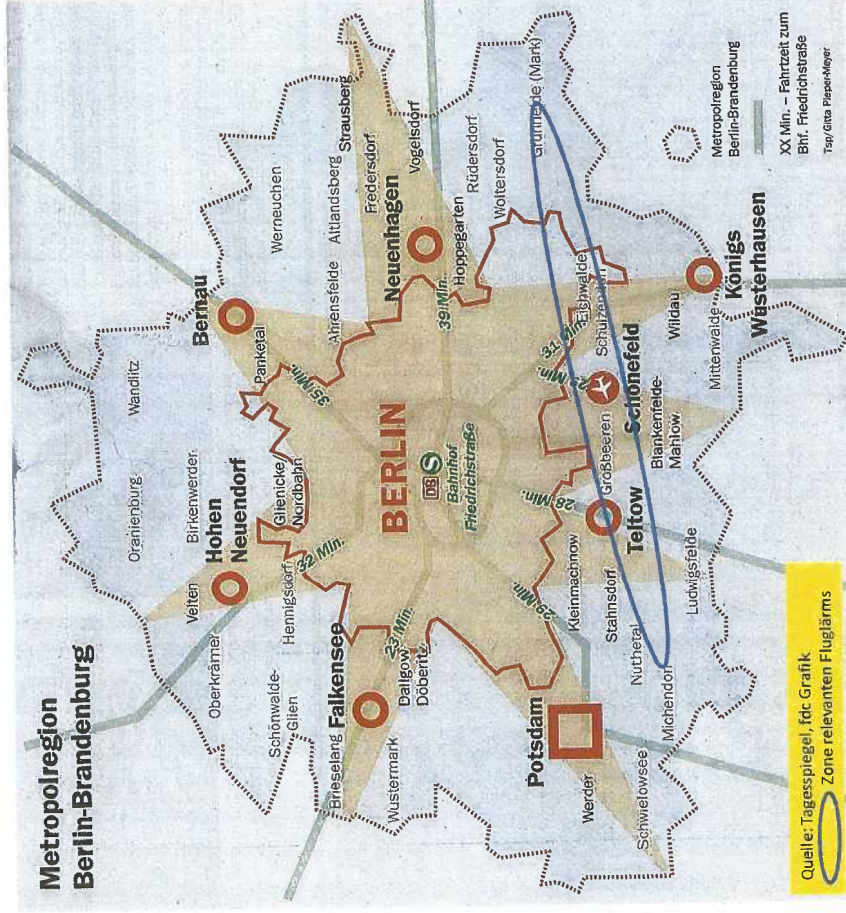 Metropolregion
Berlin-Brandenburg
Wandlitz
Oranienburg
Birkenwerder
Velten
Hohen
Neuendorf
Oberkrämer
Bernau
Werneuchen
Panketal
Glienicke/
Nordbahn
Hennigsdorf
Schönwalde-
Glien
32 Min.
35 Min.
Ahrensfelde
Altlandsberg
Strausberg
Fredersdorf
Brieselang
Falkensee
23 Min.
Wustermark
Dallgow
Döberitz
BERLIN
DB S
Bahnhof
Friedrichstraße
Neuenhagen
Vogelsdorf
39 Min.
Hoppegarten
Rüdersdorf
Woltersdorf
Grünheide (Mark)
29 Min.
28 Min.
25 Min.
31 Min.
Potsdam
Kleinmachnow
Stahnsdorf
Teltow
Großbeeren
Schönefeld
Schulzendorf
Eichwalde
Werder
Nuthetal
Blankenfelde-
Mahlow
Wildau
Schwielowsee
Michendorf
Ludwigsfelde
Mittenwalde
Königs
Wusterhausen
Metropolregion
Berlin-Brandenburg
XX Min. – Fahrtzeit zum
Bhf. Friedrichstraße
Tsp/Gitta Pieper-Meyer
Quelle: Tagesspiegel, fdc Grafik
Zone relevanten Fluglärms